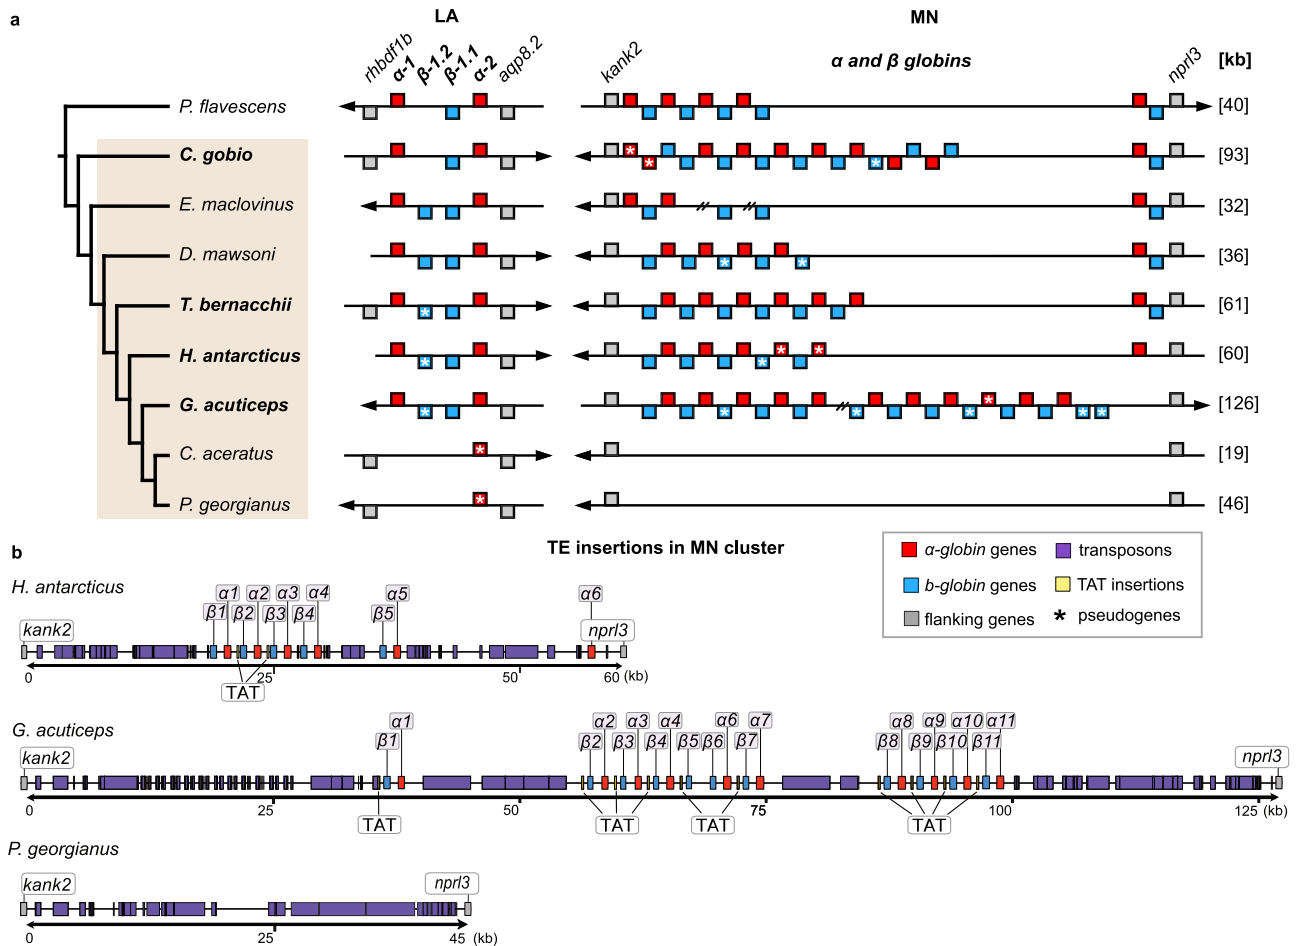 a
LA
MN
rhbdf1b α-1 β-1.2 β-1.1 α-2 aqp8.2
kank2 α and β globins nprl3 [kb]
P. flavescens [40]
C. gobio * * * [93]
E. maclovinus [32]
D. mawsoni * * [36]
T. bernacchii * [61]
H. antarcticus * * * * [60]
G. acuticeps * * * * * * * [126]
C. aceratus * [19]
P. georgianus * [46]
b
TE insertions in MN cluster
α-globin genes
transposons
b-globin genes
TAT insertions
flanking genes
* pseudogenes
H. antarcticus
α1 α2 α3 α4 α5 α6
β1 β2 β3 β4 β5
kank2 nprl3
0 25 50 60 (kb)
TAT
G. acuticeps
α1 α2 α3 α4 α6 α7 α8 α9 α10 α11
β1 β2 β3 β4 β5 β6 β7 β8 β9 β10 β11
kank2 nprl3
0 25 50 75 100 125 (kb)
TAT TAT TAT TAT
P. georgianus
kank2 nprl3
0 25 45 (kb)